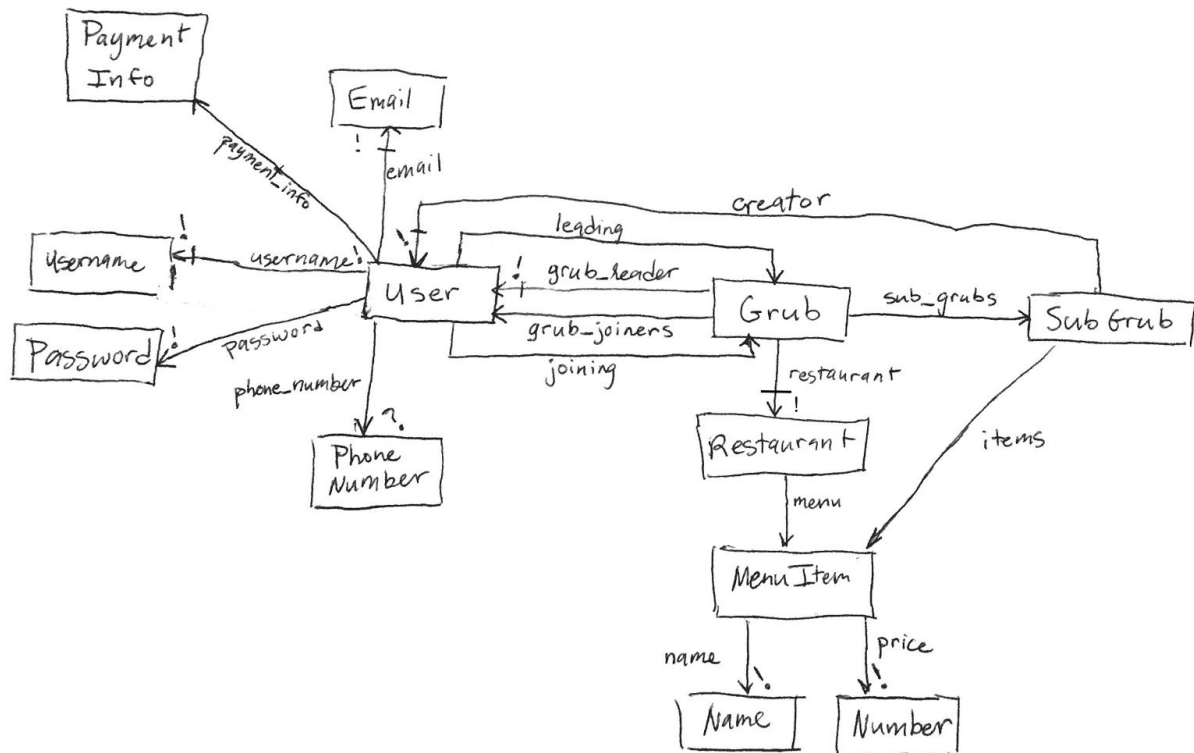 Payment
Info
Email
!
email
payment_info
creator
leading
!
username
!
username!
!
User
!
grub_leader
Grub
sub_grubs
Sub Grub
Password
!
password
grub_joiners
joining
phone_number
?
Phone
Number
restaurant
!
Restaurant
items
menu
Menu Item
name
!
price
!
Name
Number